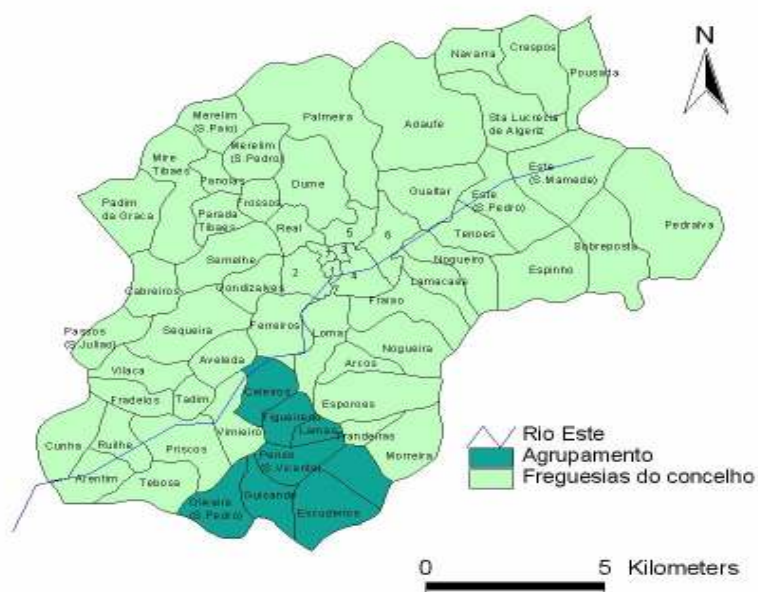 N
Navarra
Crespos
Pousada
Merelim
(S.Paio)
Palmeira
Adaufe
Sta Lucrecia
de Algeriz
Merelim
(S.Pedro)
Mire
Tibaes
Panoias
Dume
Gualtar
Este
(S.Mamede)
Padim
da Graca
Frossos
Parada
Tibaes
Real
5
6
Este
(S.Pedro)
Tenoes
Pedralva
Semelhe
3
Nogueiro
Sobreposta
2
1
4
Lamacaes
Espinho
Cabreiros
Gondizalves
7
Fraiao
Passos
(S.Juliao)
Sequeira
Ferreiros
Lomar
Nogueira
Vilaca
Aveleda
Arcos
Celeiros
Fradelos
Tadim
Esporoes
Figueiredo
Lamas
Cunha
Ruilhe
Vimieiro
Trandeiras
Priscos
Penso
(S.Vicente)
Morreira
Arentim
Tebosa
Oleiros
(S.Pedro)
Guizande
Escudeiros
Rio Este
Agrupamento
Freguesias do concelho
0 5 Kilometers